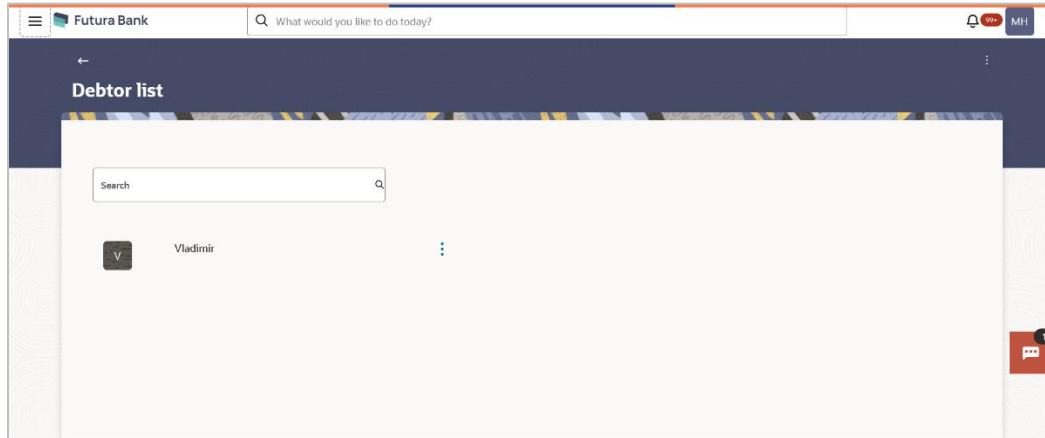 Futura Bank
What would you like to do today?
99+
MH
Debtor list
Search
V
Vladimir